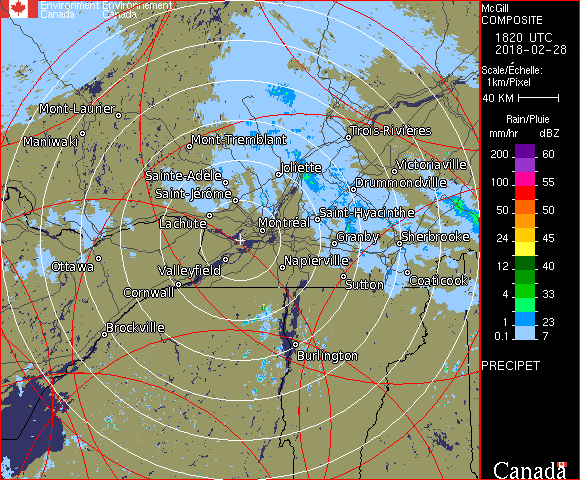 Environment Environnement
Canada Canada
McGill
COMPOSITE
1820 UTC
2018-02-28
Scale/Échelle:
1km/Pixel
40 KM
Rain/Pluie
mm/hr dBZ
200 60
100 55
50 50
24 45
12 40
4 33
1 23
0.1 7
PRECIPET
Canada
Mont-Laurier
Maniwaki
Mont-Tremblant
Trois-Rivières
Joliette
Victoriaville
Sainte-Adèle
Drummondville
Saint-Jérôme
Lachute
Montréal
Saint-Hyacinthe
Granby
Sherbrooke
Ottawa
Valleyfield
Napierville
Cornwall
Sutton
Coaticook
Brockville
Burlington